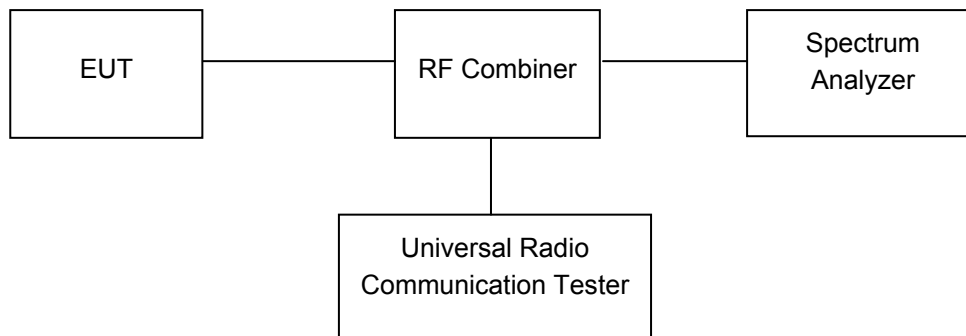 EUT
RF Combiner
Spectrum
Analyzer
Universal Radio
Communication Tester